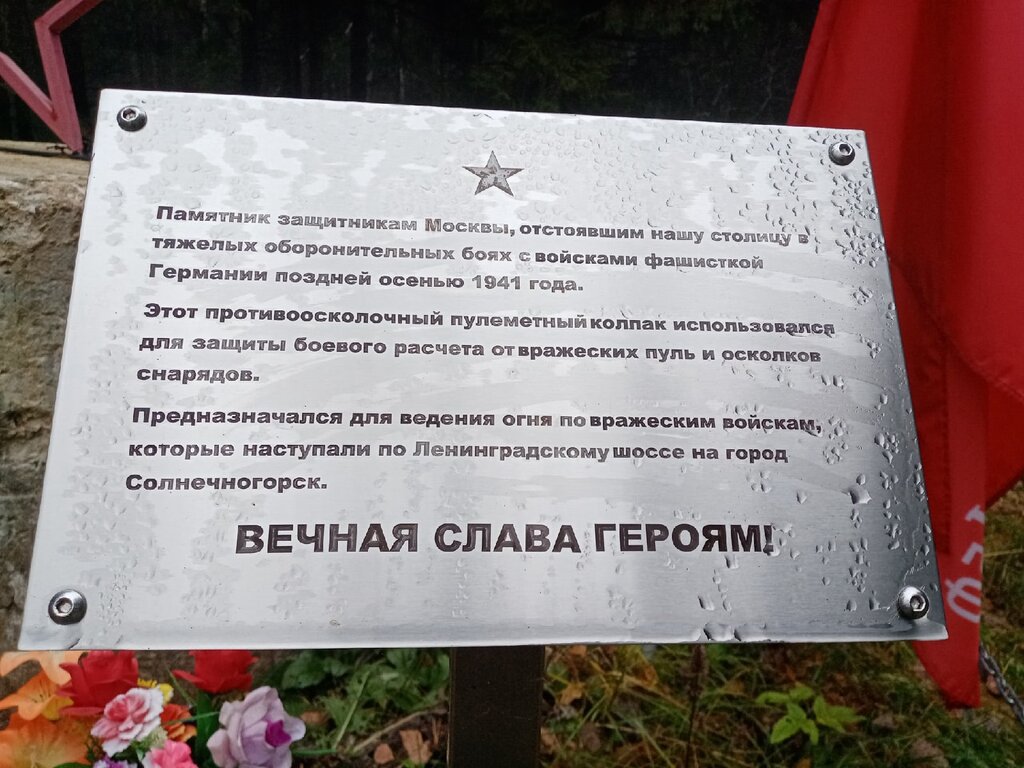 Памятник защитникам Москвы, отстоявшим нашу столицу в
тяжелых оборонительных боях с войсками фашисткой
Германии поздней осенью 1941 года.
Этот противоосколочный пулеметный колпак использовался
для защиты боевого расчета от вражеских пуль и осколков
снарядов.
Предназначался для ведения огня по вражеским войскам,
которые наступали по Ленинградскому шоссе на город
Солнечногорск.
ВЕЧНАЯ СЛАВА ГЕРОЯМ!